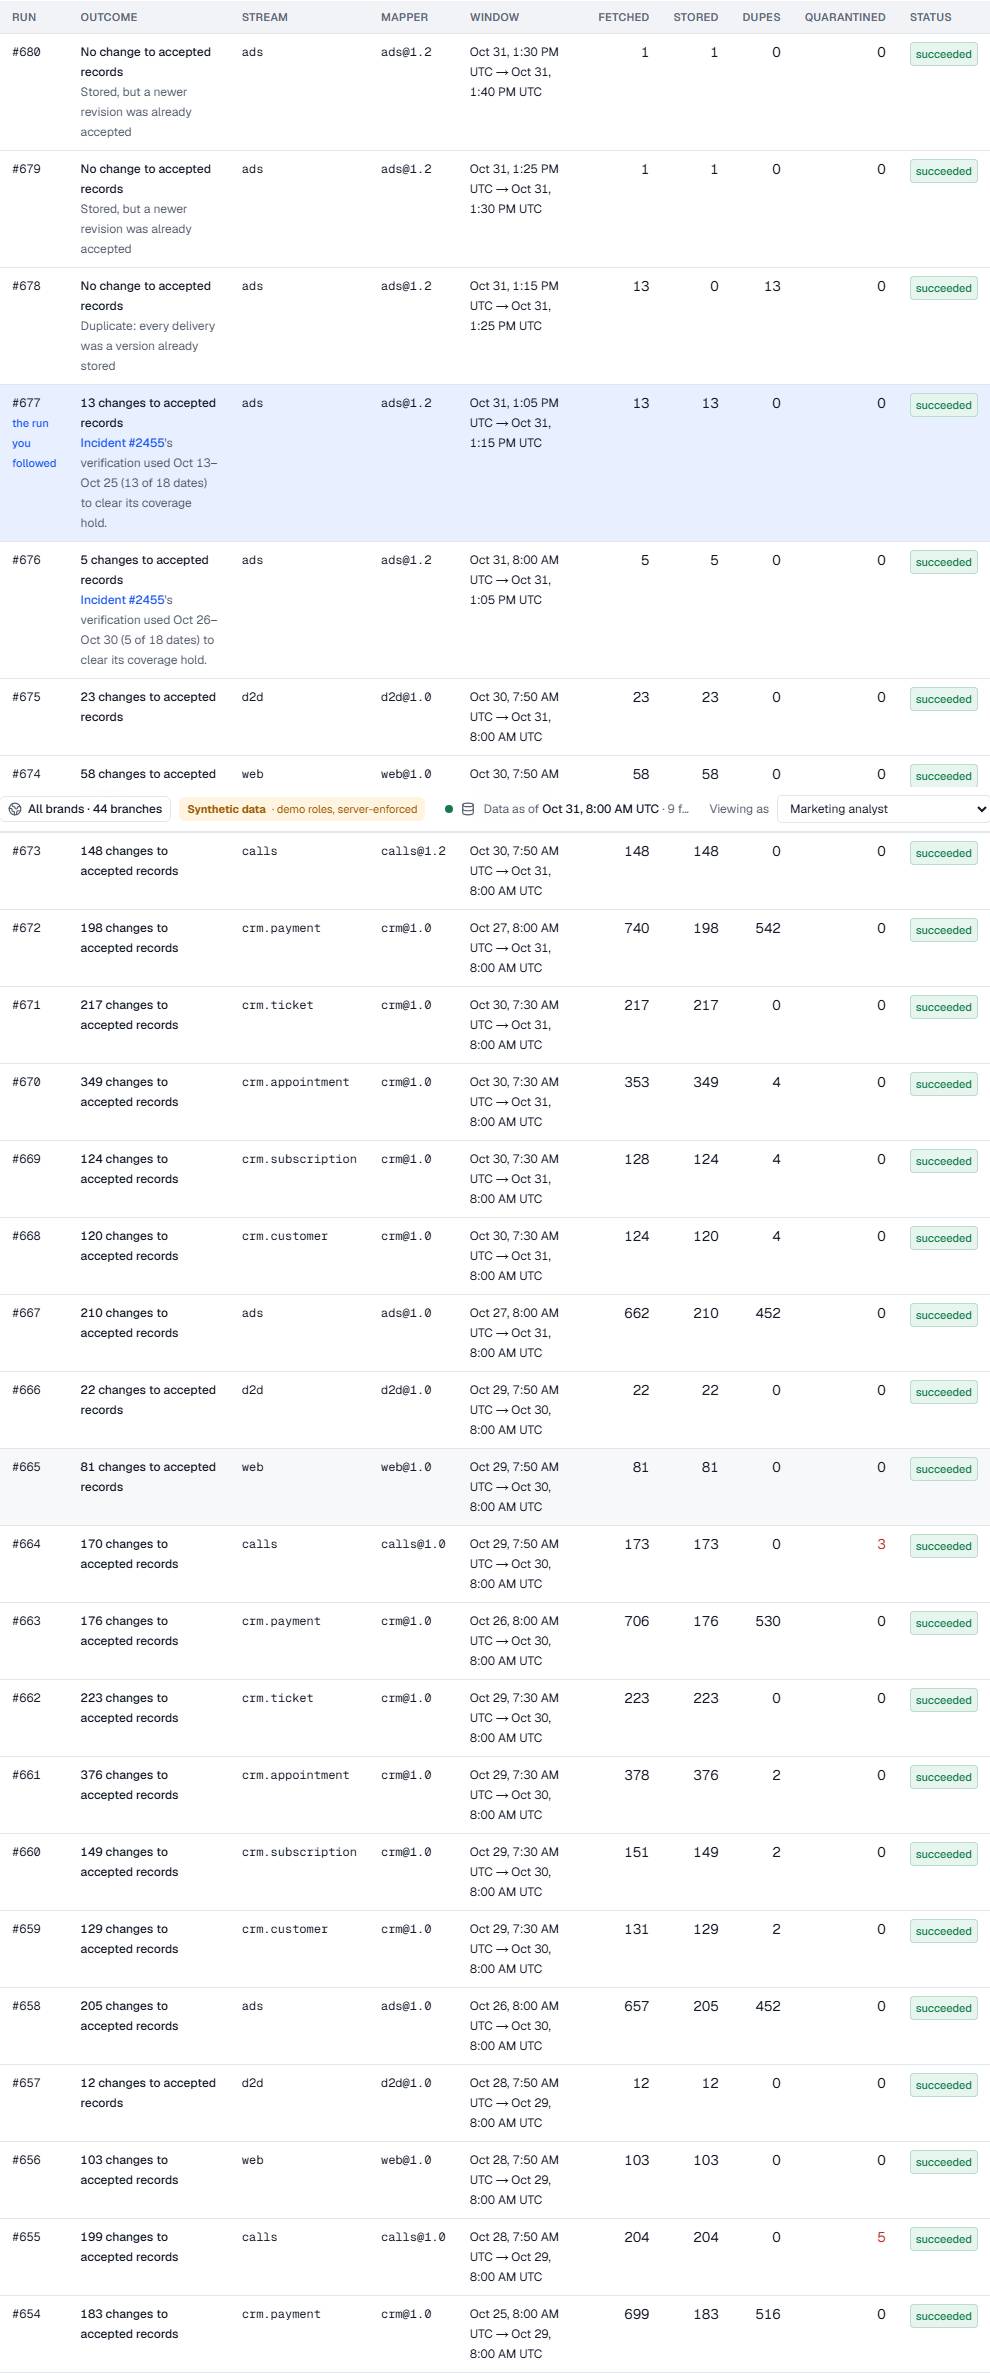 RUN OUTCOME STREAM MAPPER WINDOW FETCHED STORED DUPES QUARANTINED STATUS
#680 No change to accepted ads ads@1.2 Oct 31, 1:30 PM 1 1 0 0 succeeded
records UTC → Oct 31,
Stored, but a newer 1:40 PM UTC
revision was already
accepted
#679 No change to accepted ads ads@1.2 Oct 31, 1:25 PM 1 1 0 0 succeeded
records UTC → Oct 31,
Stored, but a newer 1:30 PM UTC
revision was already
accepted
#678 No change to accepted ads ads@1.2 Oct 31, 1:15 PM 13 0 13 0 succeeded
records UTC → Oct 31,
Duplicate: every delivery 1:25 PM UTC
was a version already
stored
#677 13 changes to accepted ads ads@1.2 Oct 31, 1:05 PM 13 13 0 0 succeeded
the run records UTC → Oct 31,
you Incident #2455's 1:15 PM UTC
followed verification used Oct 13–
Oct 25 (13 of 18 dates)
to clear its coverage
hold.
#676 5 changes to accepted ads ads@1.2 Oct 31, 8:00 AM 5 5 0 0 succeeded
records UTC → Oct 31,
Incident #2455's 1:05 PM UTC
verification used Oct 26–
Oct 30 (5 of 18 dates) to
clear its coverage hold.
#675 23 changes to accepted d2d d2d@1.0 Oct 30, 7:50 AM 23 23 0 0 succeeded
records UTC → Oct 31,
8:00 AM UTC
#674 58 changes to accepted web web@1.0 Oct 30, 7:50 AM 58 58 0 0 succeeded
All brands · 44 branches Synthetic data · demo roles, server-enforced Data as of Oct 31, 8:00 AM UTC · 9 f… Viewing as Marketing analyst
#673 148 changes to calls calls@1.2 Oct 30, 7:50 AM 148 148 0 0 succeeded
accepted records UTC → Oct 31,
8:00 AM UTC
#672 198 changes to crm.payment crm@1.0 Oct 27, 8:00 AM 740 198 542 0 succeeded
accepted records UTC → Oct 31,
8:00 AM UTC
#671 217 changes to crm.ticket crm@1.0 Oct 30, 7:30 AM 217 217 0 0 succeeded
accepted records UTC → Oct 31,
8:00 AM UTC
#670 349 changes to crm.appointment crm@1.0 Oct 30, 7:30 AM 353 349 4 0 succeeded
accepted records UTC → Oct 31,
8:00 AM UTC
#669 124 changes to crm.subscription crm@1.0 Oct 30, 7:30 AM 128 124 4 0 succeeded
accepted records UTC → Oct 31,
8:00 AM UTC
#668 120 changes to crm.customer crm@1.0 Oct 30, 7:30 AM 124 120 4 0 succeeded
accepted records UTC → Oct 31,
8:00 AM UTC
#667 210 changes to ads ads@1.0 Oct 27, 8:00 AM 662 210 452 0 succeeded
accepted records UTC → Oct 31,
8:00 AM UTC
#666 22 changes to accepted d2d d2d@1.0 Oct 29, 7:50 AM 22 22 0 0 succeeded
records UTC → Oct 30,
8:00 AM UTC
#665 81 changes to accepted web web@1.0 Oct 29, 7:50 AM 81 81 0 0 succeeded
records UTC → Oct 30,
8:00 AM UTC
#664 170 changes to calls calls@1.0 Oct 29, 7:50 AM 173 173 0 3 succeeded
accepted records UTC → Oct 30,
8:00 AM UTC
#663 176 changes to crm.payment crm@1.0 Oct 26, 8:00 AM 706 176 530 0 succeeded
accepted records UTC → Oct 30,
8:00 AM UTC
#662 223 changes to crm.ticket crm@1.0 Oct 29, 7:30 AM 223 223 0 0 succeeded
accepted records UTC → Oct 30,
8:00 AM UTC
#661 376 changes to crm.appointment crm@1.0 Oct 29, 7:30 AM 378 376 2 0 succeeded
accepted records UTC → Oct 30,
8:00 AM UTC
#660 149 changes to crm.subscription crm@1.0 Oct 29, 7:30 AM 151 149 2 0 succeeded
accepted records UTC → Oct 30,
8:00 AM UTC
#659 129 changes to crm.customer crm@1.0 Oct 29, 7:30 AM 131 129 2 0 succeeded
accepted records UTC → Oct 30,
8:00 AM UTC
#658 205 changes to ads ads@1.0 Oct 26, 8:00 AM 657 205 452 0 succeeded
accepted records UTC → Oct 30,
8:00 AM UTC
#657 12 changes to accepted d2d d2d@1.0 Oct 28, 7:50 AM 12 12 0 0 succeeded
records UTC → Oct 29,
8:00 AM UTC
#656 103 changes to web web@1.0 Oct 28, 7:50 AM 103 103 0 0 succeeded
accepted records UTC → Oct 29,
8:00 AM UTC
#655 199 changes to calls calls@1.0 Oct 28, 7:50 AM 204 204 0 5 succeeded
accepted records UTC → Oct 29,
8:00 AM UTC
#654 183 changes to crm.payment crm@1.0 Oct 25, 8:00 AM 699 183 516 0 succeeded
accepted records UTC → Oct 29,
8:00 AM UTC